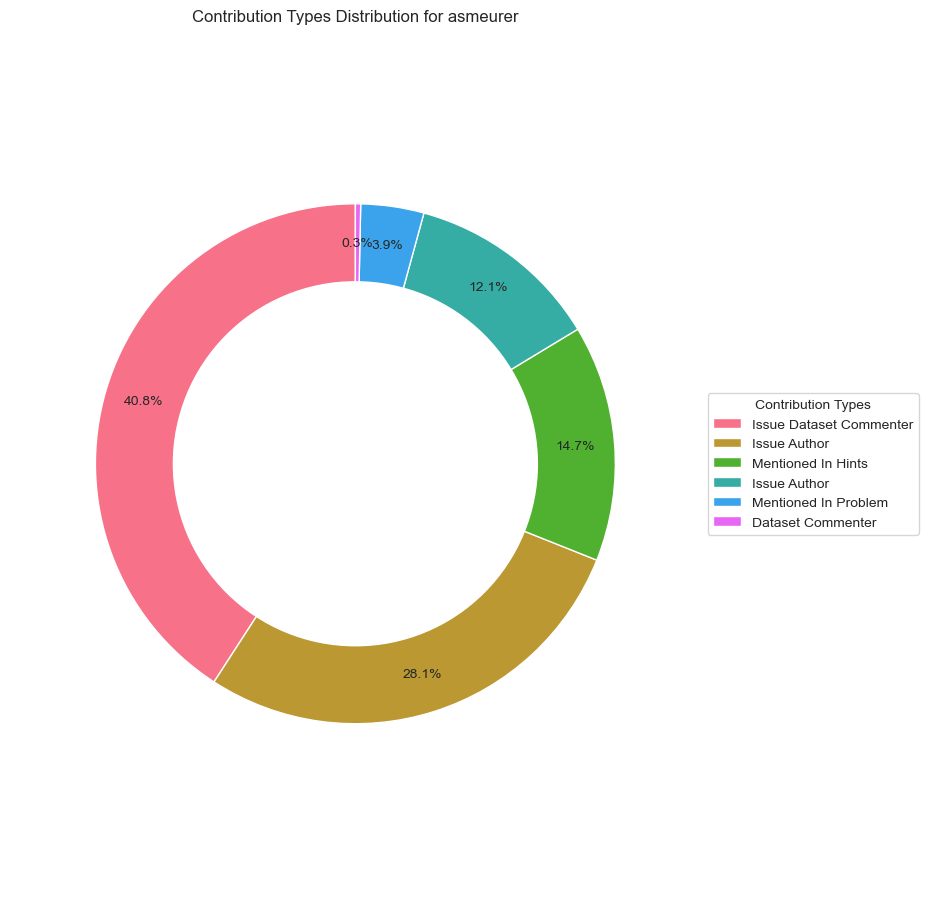 Contribution Types Distribution for asmeurer
0.3%
3.9%
12.1%
40.8%
14.7%
28.1%
Contribution Types
Issue Dataset Commenter
Issue Author
Mentioned In Hints
Issue Author
Mentioned In Problem
Dataset Commenter